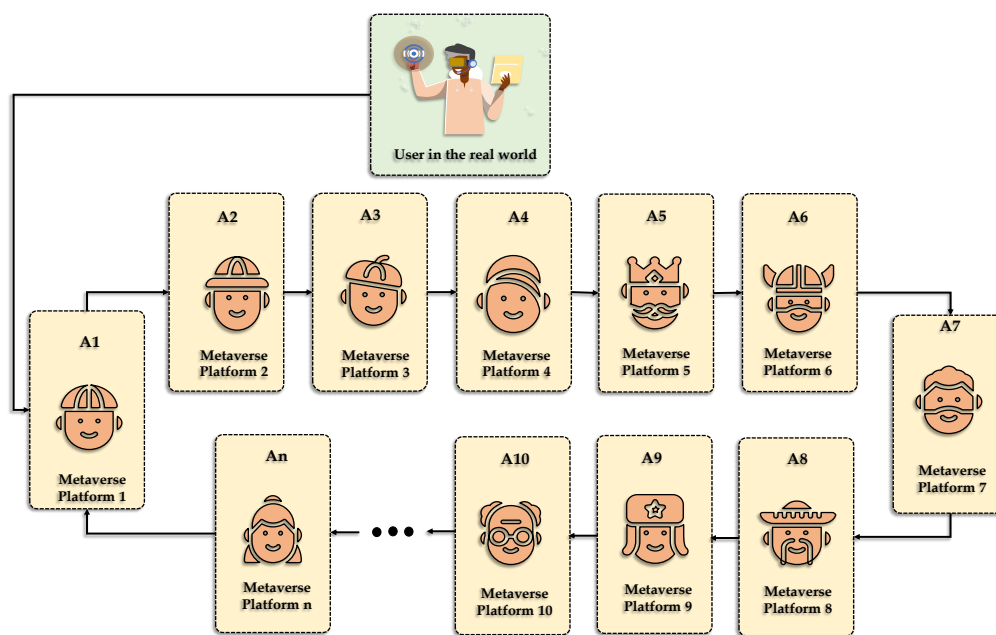 User in the real world
A2
A3
A4
A5
A6
Metaverse
Platform 2
Metaverse
Platform 3
Metaverse
Platform 4
Metaverse
Platform 5
Metaverse
Platform 6
A1
Metaverse
Platform 1
A7
Metaverse
Platform 7
An
A10
A9
A8
Metaverse
Platform n
•••
Metaverse
Platform 10
Metaverse
Platform 9
Metaverse
Platform 8